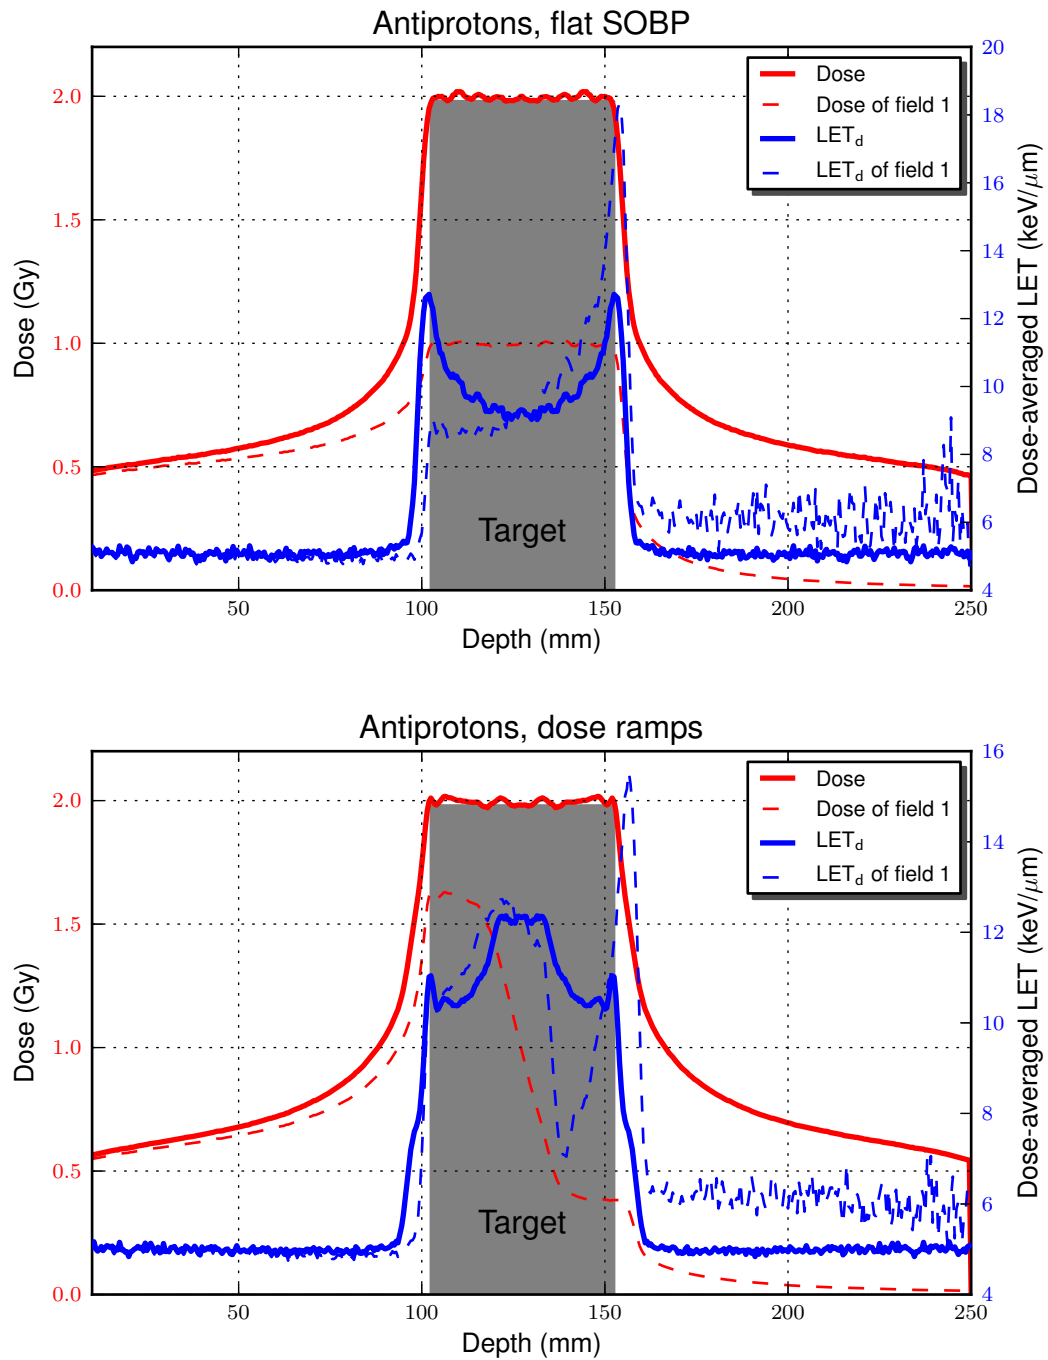 Antiprotons, flat SOBP
Dose (Gy)
2.0
1.5
1.0
0.5
0.0
20
18
16
14
12
10
8
6
4
Dose-averaged LET (keV/μm)
Dose
Dose of field 1
LETd
LETd of field 1
Target
50 100 150 200 250
Depth (mm)
Antiprotons, dose ramps
Dose (Gy)
2.0
1.5
1.0
0.5
0.0
16
14
12
10
8
6
4
Dose-averaged LET (keV/μm)
Dose
Dose of field 1
LETd
LETd of field 1
Target
50 100 150 200 250
Depth (mm)